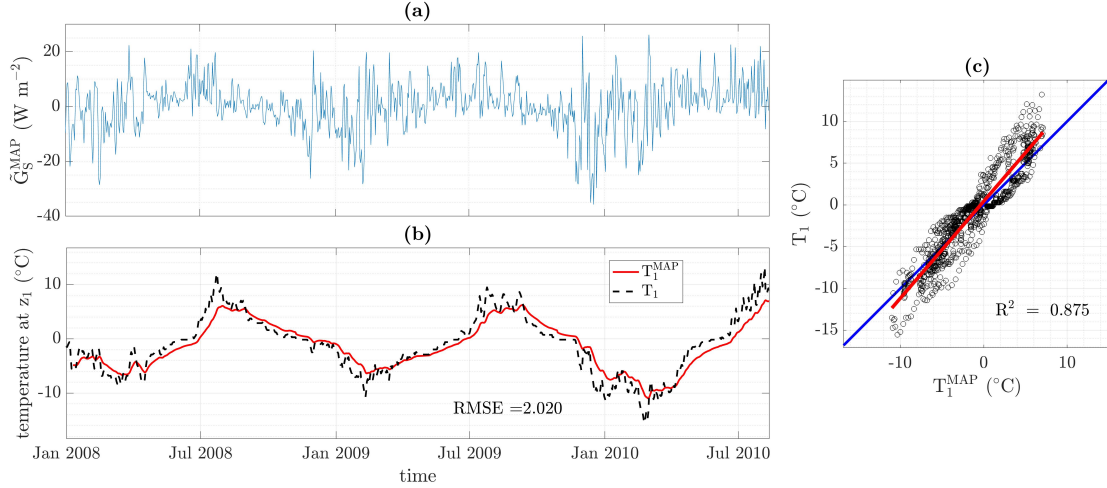 (a)
G̃_S^MAP (W m⁻²)
20
0
-20
-40
(b)
temperature at z₁ (°C)
10
0
-10
T₁^MAP
T₁
RMSE =2.020
Jan 2008
Jul 2008
Jan 2009
Jul 2009
Jan 2010
Jul 2010
time
(c)
T₁ (°C)
10
5
0
-5
-10
-15
R² = 0.875
-10
0
10
T₁^MAP (°C)